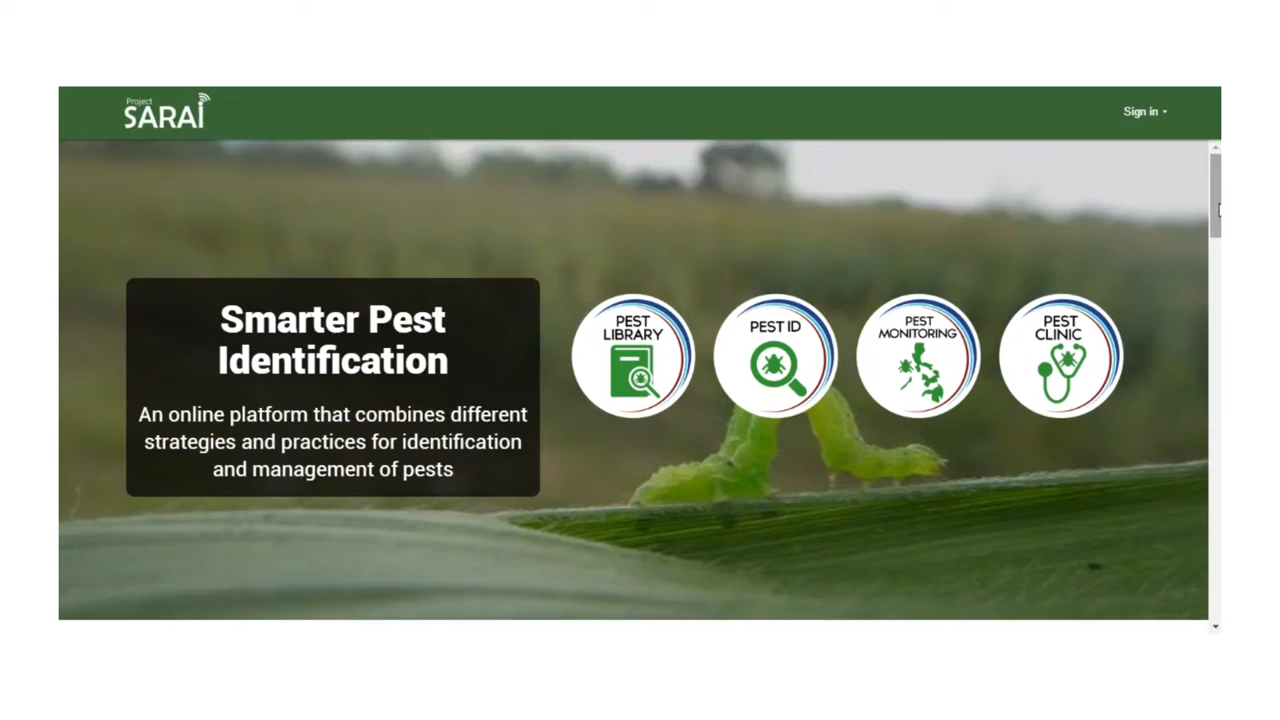 Project
SARAI
Sign in
Smarter Pest
Identification
An online platform that combines different
strategies and practices for identification
and management of pests
PEST
LIBRARY
PEST ID
PEST
MONITORING
PEST
CLINIC